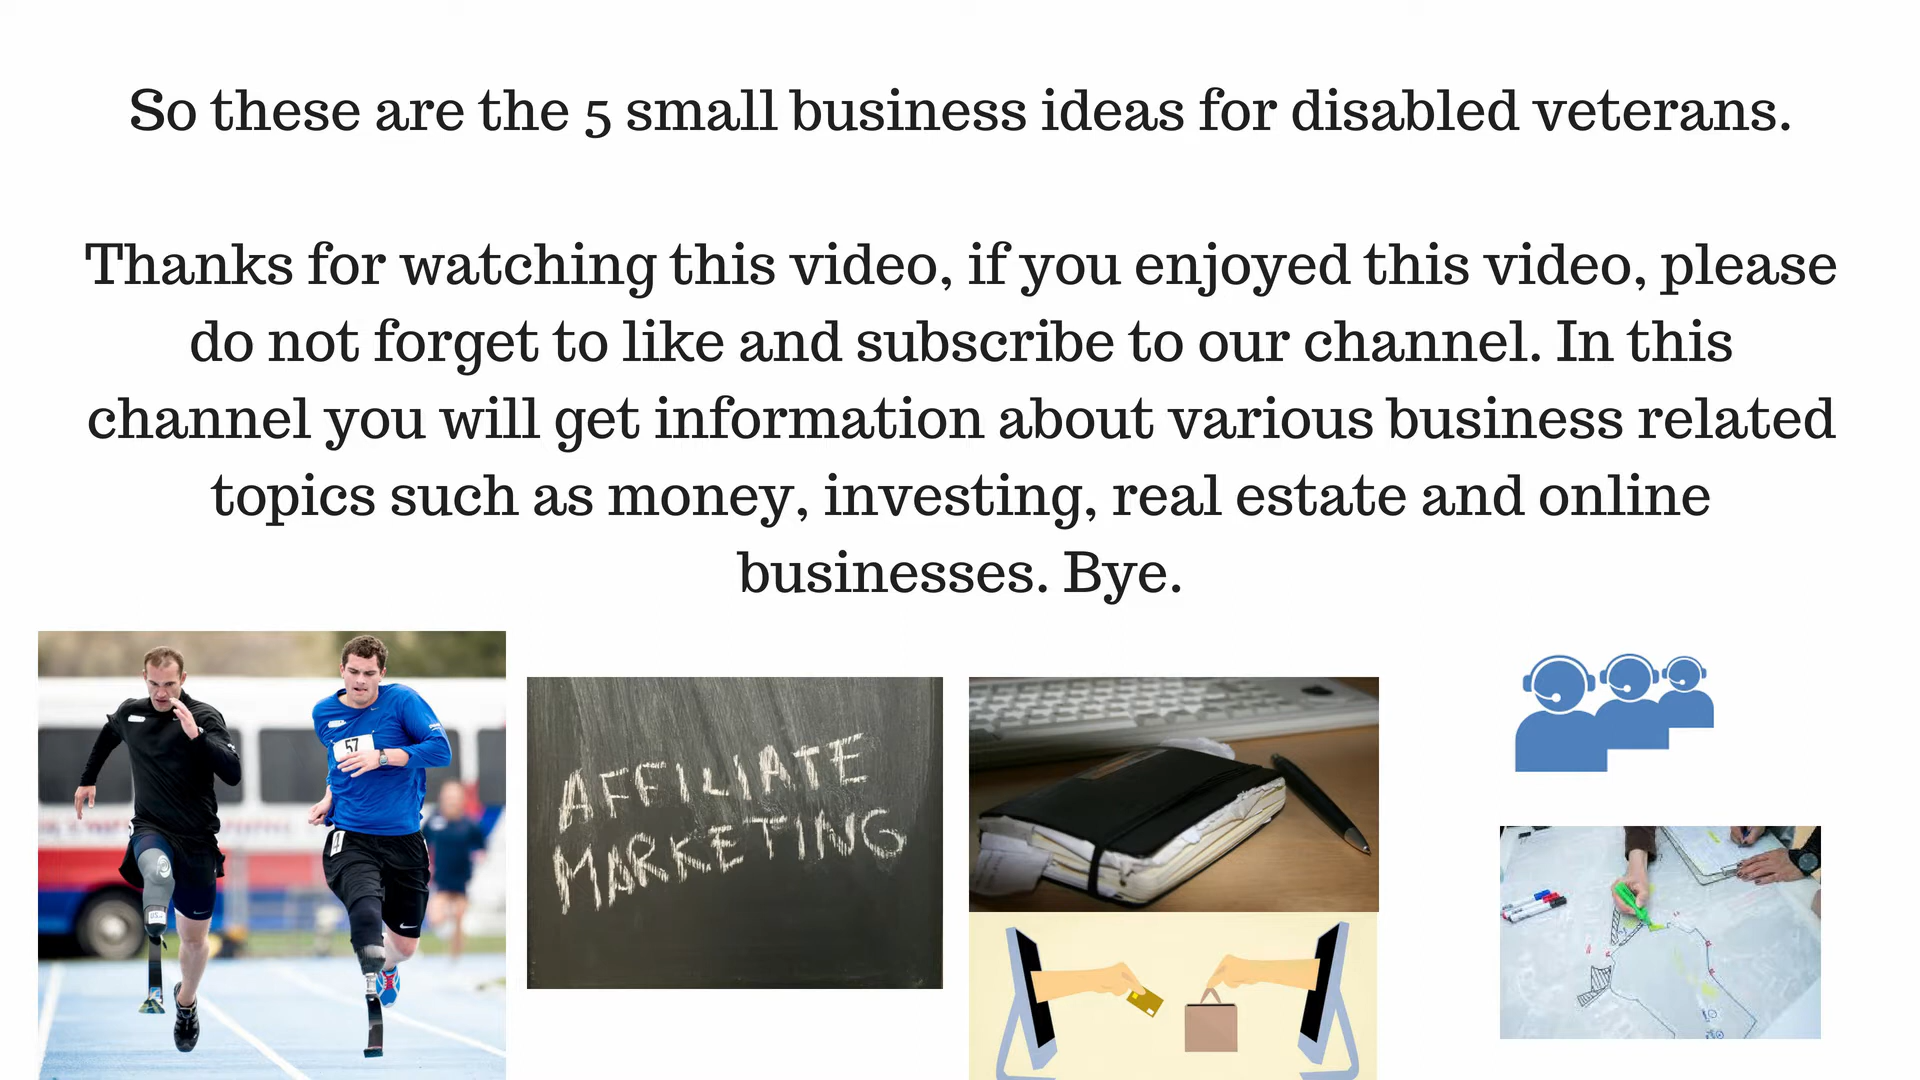 So these are the 5 small business ideas for disabled veterans.
Thanks for watching this video, if you enjoyed this video, please
do not forget to like and subscribe to our channel. In this
channel you will get information about various business related
topics such as money, investing, real estate and online
businesses. Bye.
57
AFFILIATE
MARKETING